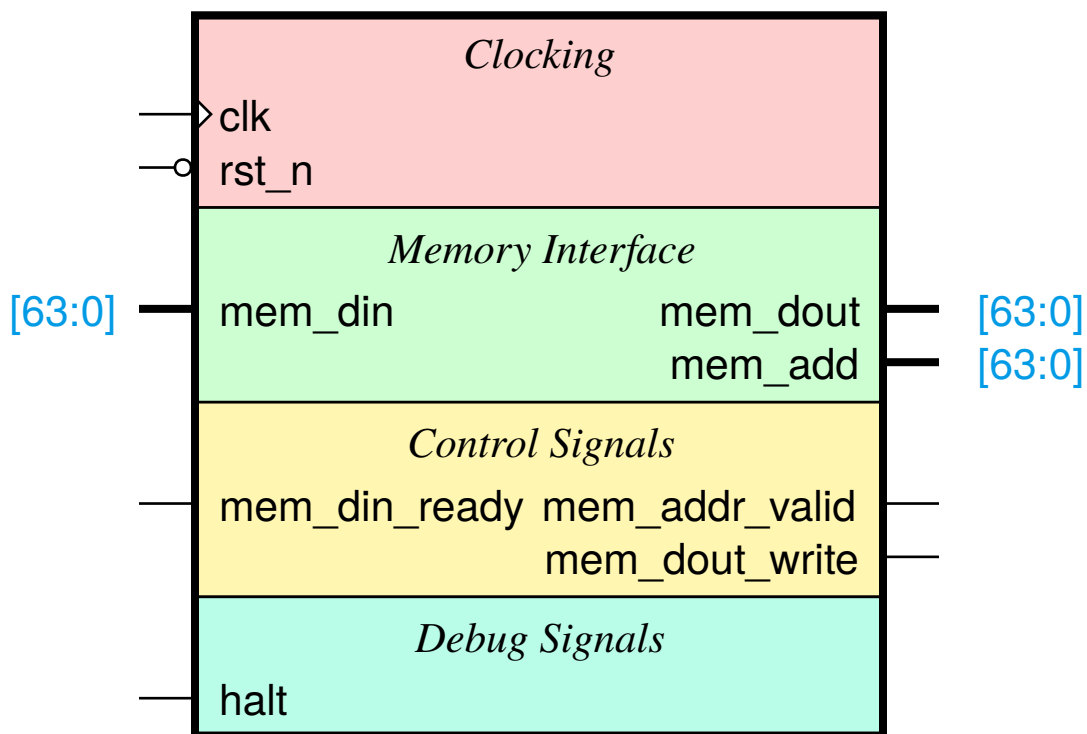 Clocking
clk
rst_n
Memory Interface
[63:0] mem_din mem_dout [63:0]
mem_add [63:0]
Control Signals
mem_din_ready mem_addr_valid
mem_dout_write
Debug Signals
halt